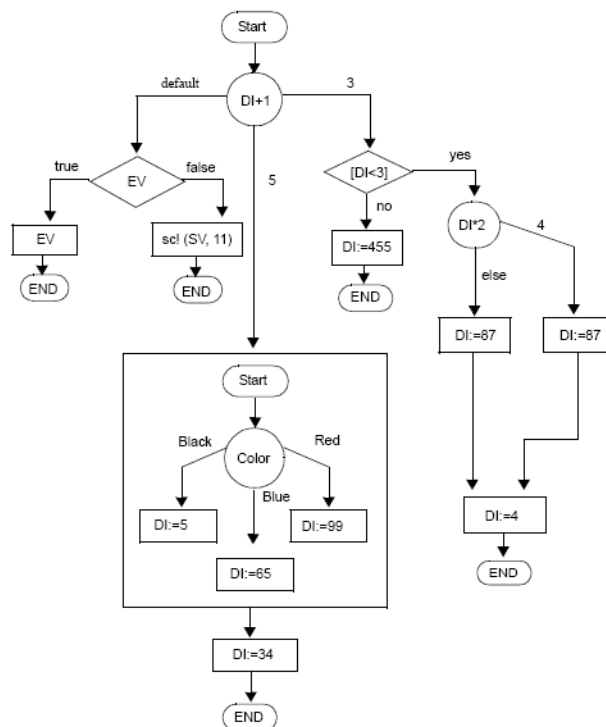 Start
default
DI+1
3
true
EV
false
5
[DI<3]
yes
no
DI*2
4
EV
sc! (SV, 11)
DI:=455
else
END
END
END
DI:=87
DI:=87
Start
Black
Color
Red
Blue
DI:=5
DI:=99
DI:=65
DI:=4
END
DI:=34
END